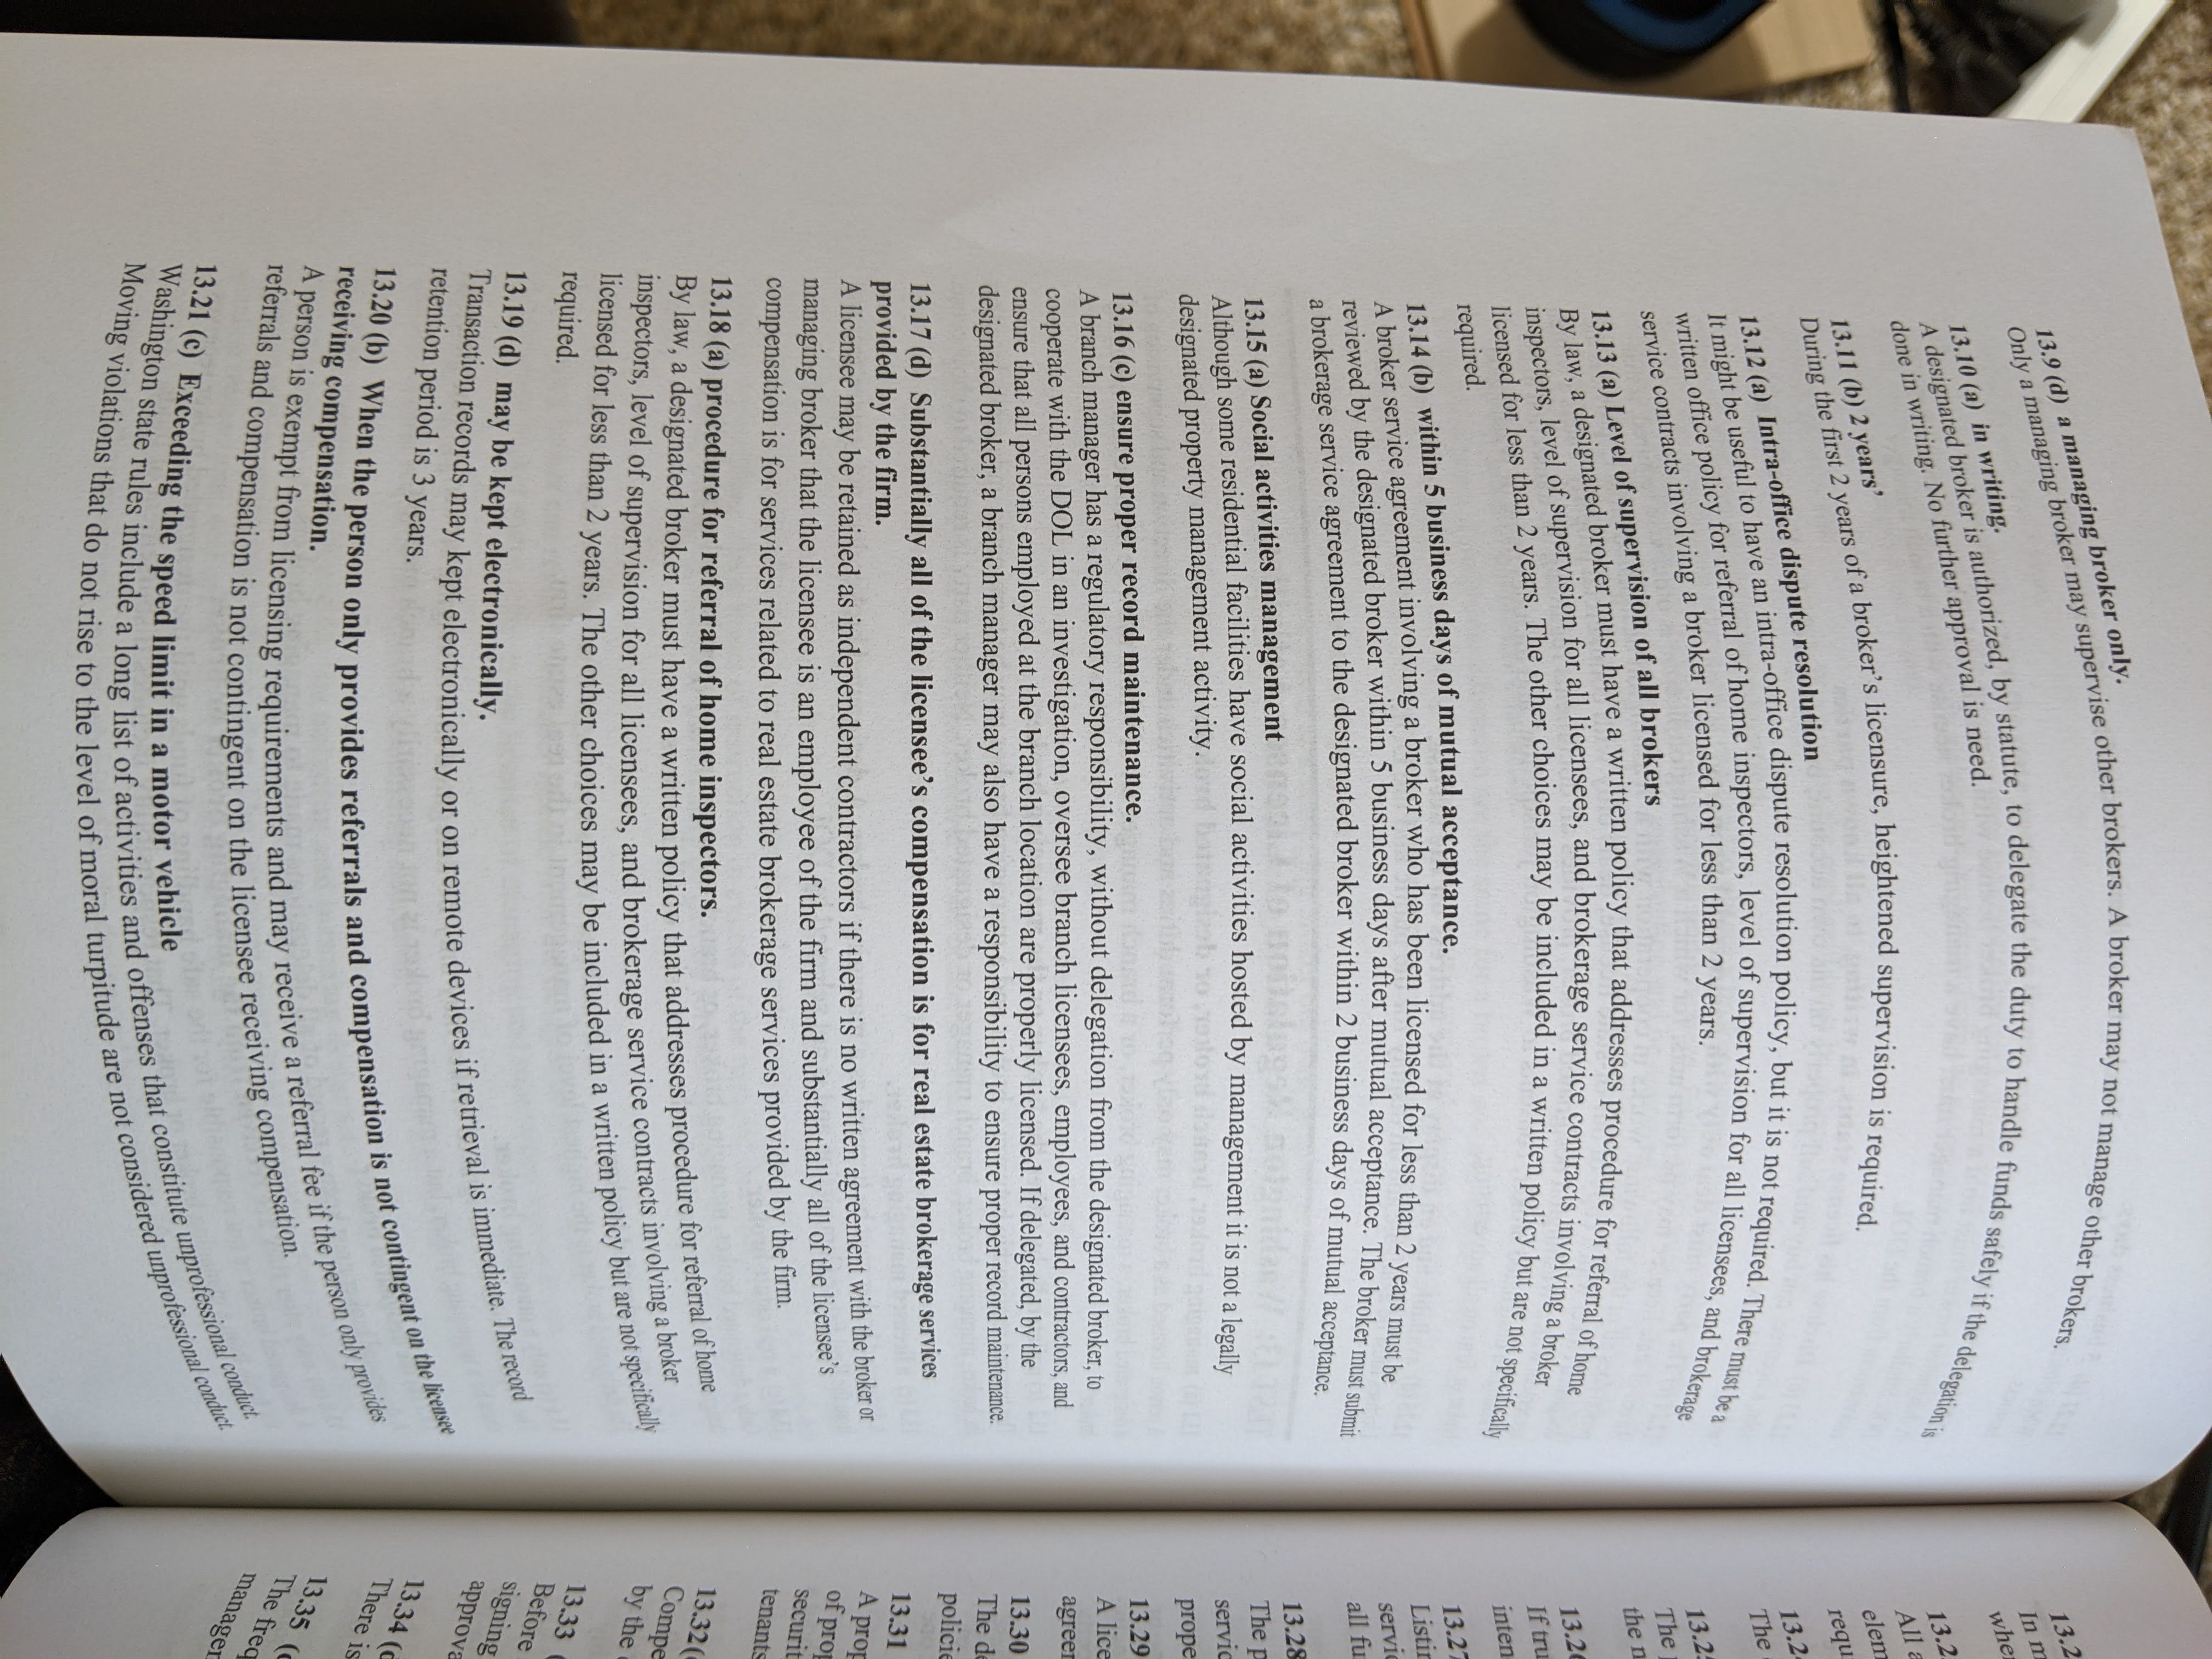 13.9 (d) a managing broker only.
Only a managing broker may supervise other brokers. A broker may not manage other brokers.
13.10 (a) in writing.
A designated broker is authorized, by statute, to delegate the duty to handle funds safely if the delegation is
done in writing. No further approval is need.
13.11 (b) 2 years’
During the first 2 years of a broker’s licensure, heightened supervision is required.
13.12 (a) Intra-office dispute resolution
It might be useful to have an intra-office dispute resolution policy, but it is not required. There must be a
written office policy for referral of home inspectors, level of supervision for all licensees, and brokerage
service contracts involving a broker licensed for less than 2 years.
13.13 (a) Level of supervision of all brokers
By law, a designated broker must have a written policy that addresses procedure for referral of home
inspectors, level of supervision for all licensees, and brokerage service contracts involving a broker
licensed for less than 2 years. The other choices may be included in a written policy but are not specifically
required.
13.14 (b) within 5 business days of mutual acceptance.
A broker service agreement involving a broker who has been licensed for less than 2 years must be
reviewed by the designated broker within 5 business days after mutual acceptance. The broker must submit
a brokerage service agreement to the designated broker within 2 business days of mutual acceptance.
13.15 (a) Social activities management
Although some residential facilities have social activities hosted by management it is not a legally
designated property management activity.
13.16 (c) ensure proper record maintenance.
A branch manager has a regulatory responsibility, without delegation from the designated broker, to
cooperate with the DOL in an investigation, oversee branch licensees, employees, and contractors, and
ensure that all persons employed at the branch location are properly licensed. If delegated, by the
designated broker, a branch manager may also have a responsibility to ensure proper record maintenance.
13.17 (d) Substantially all of the licensee’s compensation is for real estate brokerage services
provided by the firm.
A licensee may be retained as independent contractors if there is no written agreement with the broker or
managing broker that the licensee is an employee of the firm and substantially all of the licensee’s
compensation is for services related to real estate brokerage services provided by the firm.
13.18 (a) procedure for referral of home inspectors.
By law, a designated broker must have a written policy that addresses procedure for referral of home
inspectors, level of supervision for all licensees, and brokerage service contracts involving a broker
licensed for less than 2 years. The other choices may be included in a written policy but are not specifically
required.
13.19 (d) may be kept electronically.
Transaction records may kept electronically or on remote devices if retrieval is immediate. The record
retention period is 3 years.
13.20 (b) When the person only provides referrals and compensation is not contingent on the licensee
receiving compensation.
A person is exempt from licensing requirements and may receive a referral fee if the person only provides
referrals and compensation is not contingent on the licensee receiving compensation.
13.21 (c) Exceeding the speed limit in a motor vehicle
Washington state rules include a long list of activities and offenses that constitute unprofessional conduct.
Moving violations that do not rise to the level of moral turpitude are not considered unprofessional conduct.
In m
when
All a
elem
requ
The
The
the n
If tru
inten
13.27
Listin
servic
all fu
13.28
The p
servic
prope
13.29
A lice
agreem
13.30
The de
policie
13.31
A prop
of prop
securit
tenants
13.32(
Compe
by the
13.33 (
Before
signing
approva
13.34 (
There is
13.35 (
The freq
manager